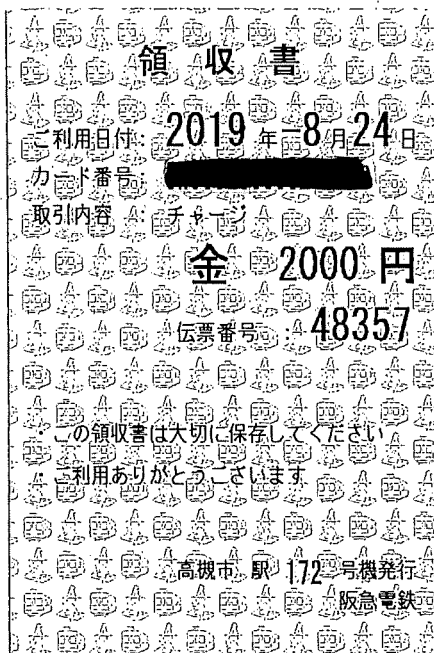 領収書
ご利用日付: 2019 年 8月24日
カード番号:
取引内容 : チャージ
金 2000 円
伝票番号 : 48357
この領収書は大切に保存してください
ご利用ありがとうございます
高槻市 駅 172 号機発行
阪急電鉄